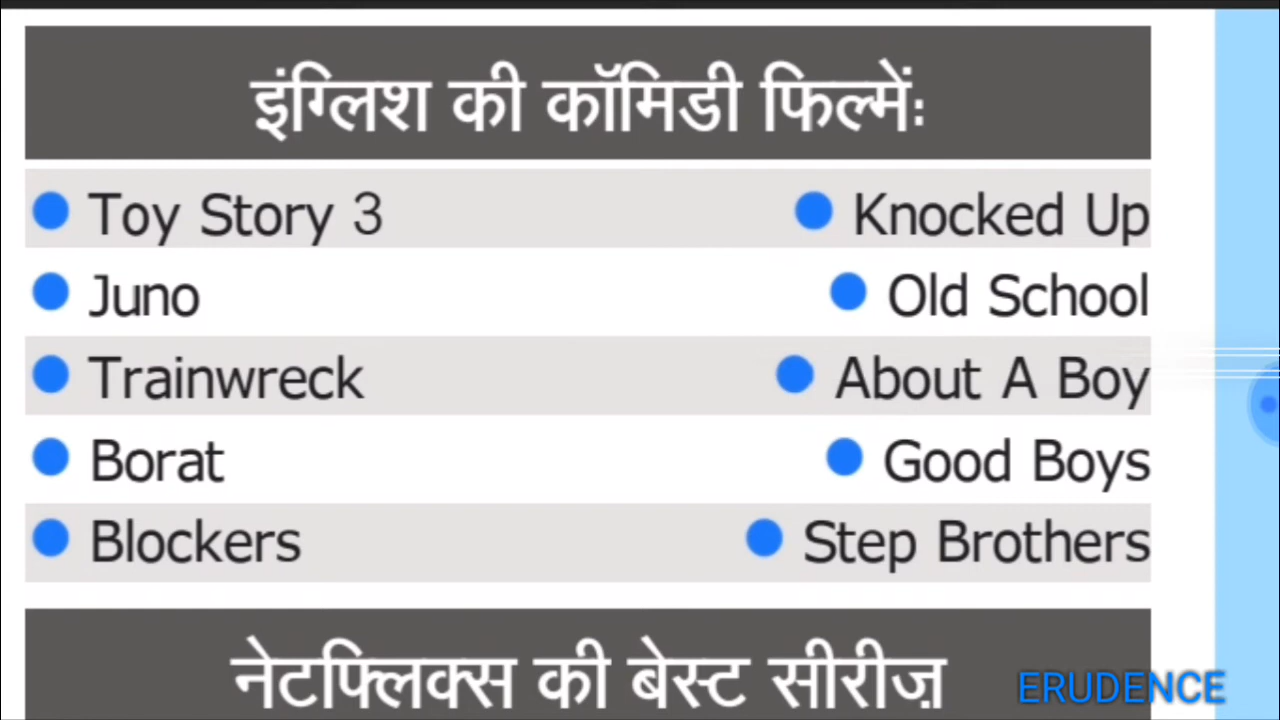 इंग्लिश की कॉमिडी फिल्में:
Toy Story 3 Knocked Up
Juno Old School
Trainwreck About A Boy
Borat Good Boys
Blockers Step Brothers
नेटफ्लिक्स की बेस्ट सीरीज़
ERUDENCE